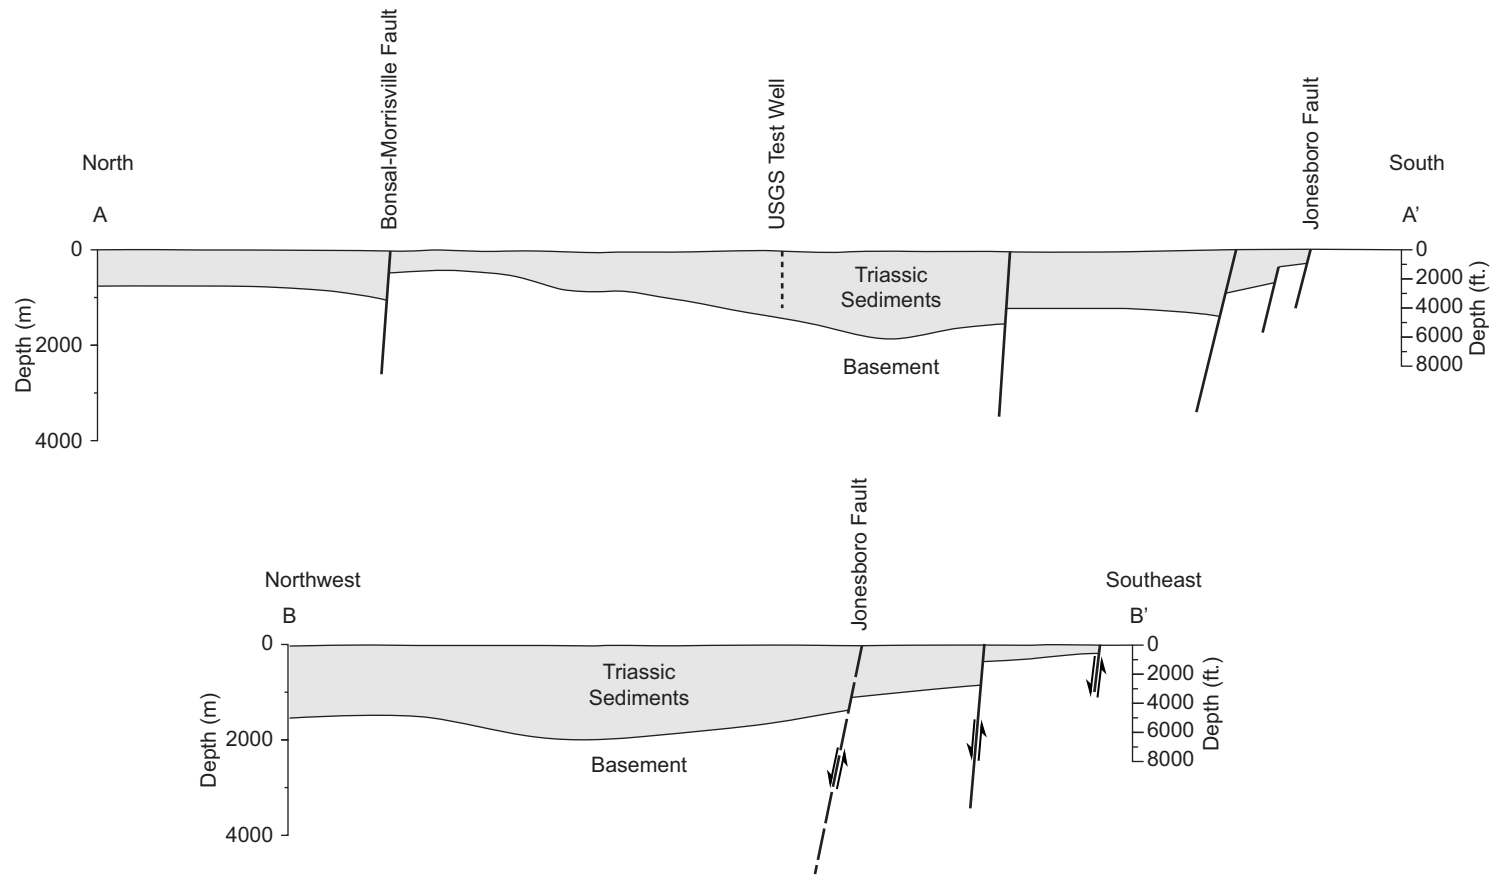 Bonsal-Morrisville Fault
USGS Test Well
Jonesboro Fault
North
South
A
A’
0
2000
4000
Depth (m)
Triassic
Sediments
Basement
0
2000
4000
6000
8000
Depth (ft.)
Jonesboro Fault
Northwest
Southeast
B
B’
0
2000
4000
Depth (m)
Triassic
Sediments
Basement
0
2000
4000
6000
8000
Depth (ft.)